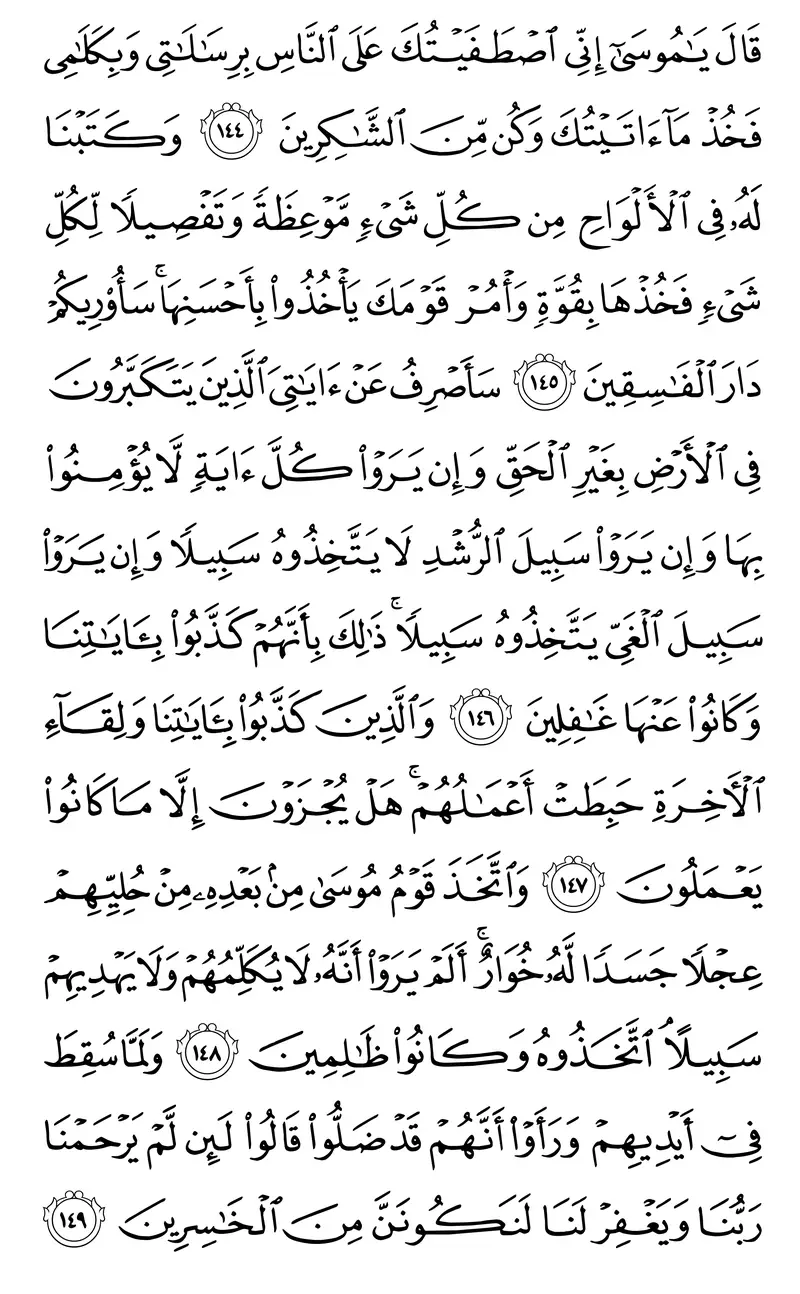 قَالَ يَـٰمُوسَىٰٓ إِنِّى ٱصْطَفَيْتُكَ عَلَى ٱلنَّاسِ بِرِسَـٰلَـٰتِى وَبِكَلَـٰمِى
فَخُذْ مَآ ءَاتَيْتُكَ وَكُن مِّنَ ٱلشَّـٰكِرِينَ ١٤٤ وَكَتَبْنَا
لَهُۥ فِى ٱلْأَلْوَاحِ مِن كُلِّ شَىْءٍ مَّوْعِظَةً وَتَفْصِيلًا لِّكُلِّ
شَىْءٍ فَخُذْهَا بِقُوَّةٍ وَأْمُرْ قَوْمَكَ يَأْخُذُوا۟ بِأَحْسَنِهَا ۚ سَأُو۟رِيكُمْ
دَارَ ٱلْفَـٰسِقِينَ ١٤٥ سَأَصْرِفُ عَنْ ءَايَـٰتِىَ ٱلَّذِينَ يَتَكَبَّرُونَ
فِى ٱلْأَرْضِ بِغَيْرِ ٱلْحَقِّ وَإِن يَرَوْا۟ كُلَّ ءَايَةٍ لَّا يُؤْمِنُوا۟
بِهَا وَإِن يَرَوْا۟ سَبِيلَ ٱلرُّشْدِ لَا يَتَّخِذُوهُ سَبِيلًا وَإِن يَرَوْا۟
سَبِيلَ ٱلْغَىِّ يَتَّخِذُوهُ سَبِيلًا ۚ ذَٰلِكَ بِأَنَّهُمْ كَذَّبُوا۟ بِـَٔايَـٰتِنَا
وَكَانُوا۟ عَنْهَا غَـٰفِلِينَ ١٤٦ وَٱلَّذِينَ كَذَّبُوا۟ بِـَٔايَـٰتِنَا وَلِقَآءِ
ٱلْـَٔاخِرَةِ حَبِطَتْ أَعْمَـٰلُهُمْ ۚ هَلْ يُجْزَوْنَ إِلَّا مَا كَانُوا۟
يَعْمَلُونَ ١٤٧ وَٱتَّخَذَ قَوْمُ مُوسَىٰ مِنۢ بَعْدِهِۦ مِنْ حُلِيِّهِمْ
عِجْلًا جَسَدًا لَّهُۥ خُوَارٌ ۚ أَلَمْ يَرَوْا۟ أَنَّهُۥ لَا يُكَلِّمُهُمْ وَلَا يَهْدِيهِمْ
سَبِيلًا ۘ ٱتَّخَذُوهُ وَكَانُوا۟ ظَـٰلِمِينَ ١٤٨ وَلَمَّا سُقِطَ
فِىٓ أَيْدِيهِمْ وَرَأَوْا۟ أَنَّهُمْ قَدْ ضَلُّوا۟ قَالُوا۟ لَئِن لَّمْ يَرْحَمْنَا
رَبُّنَا وَيَغْفِرْ لَنَا لَنَكُونَنَّ مِنَ ٱلْخَـٰسِرِينَ ١٤٩